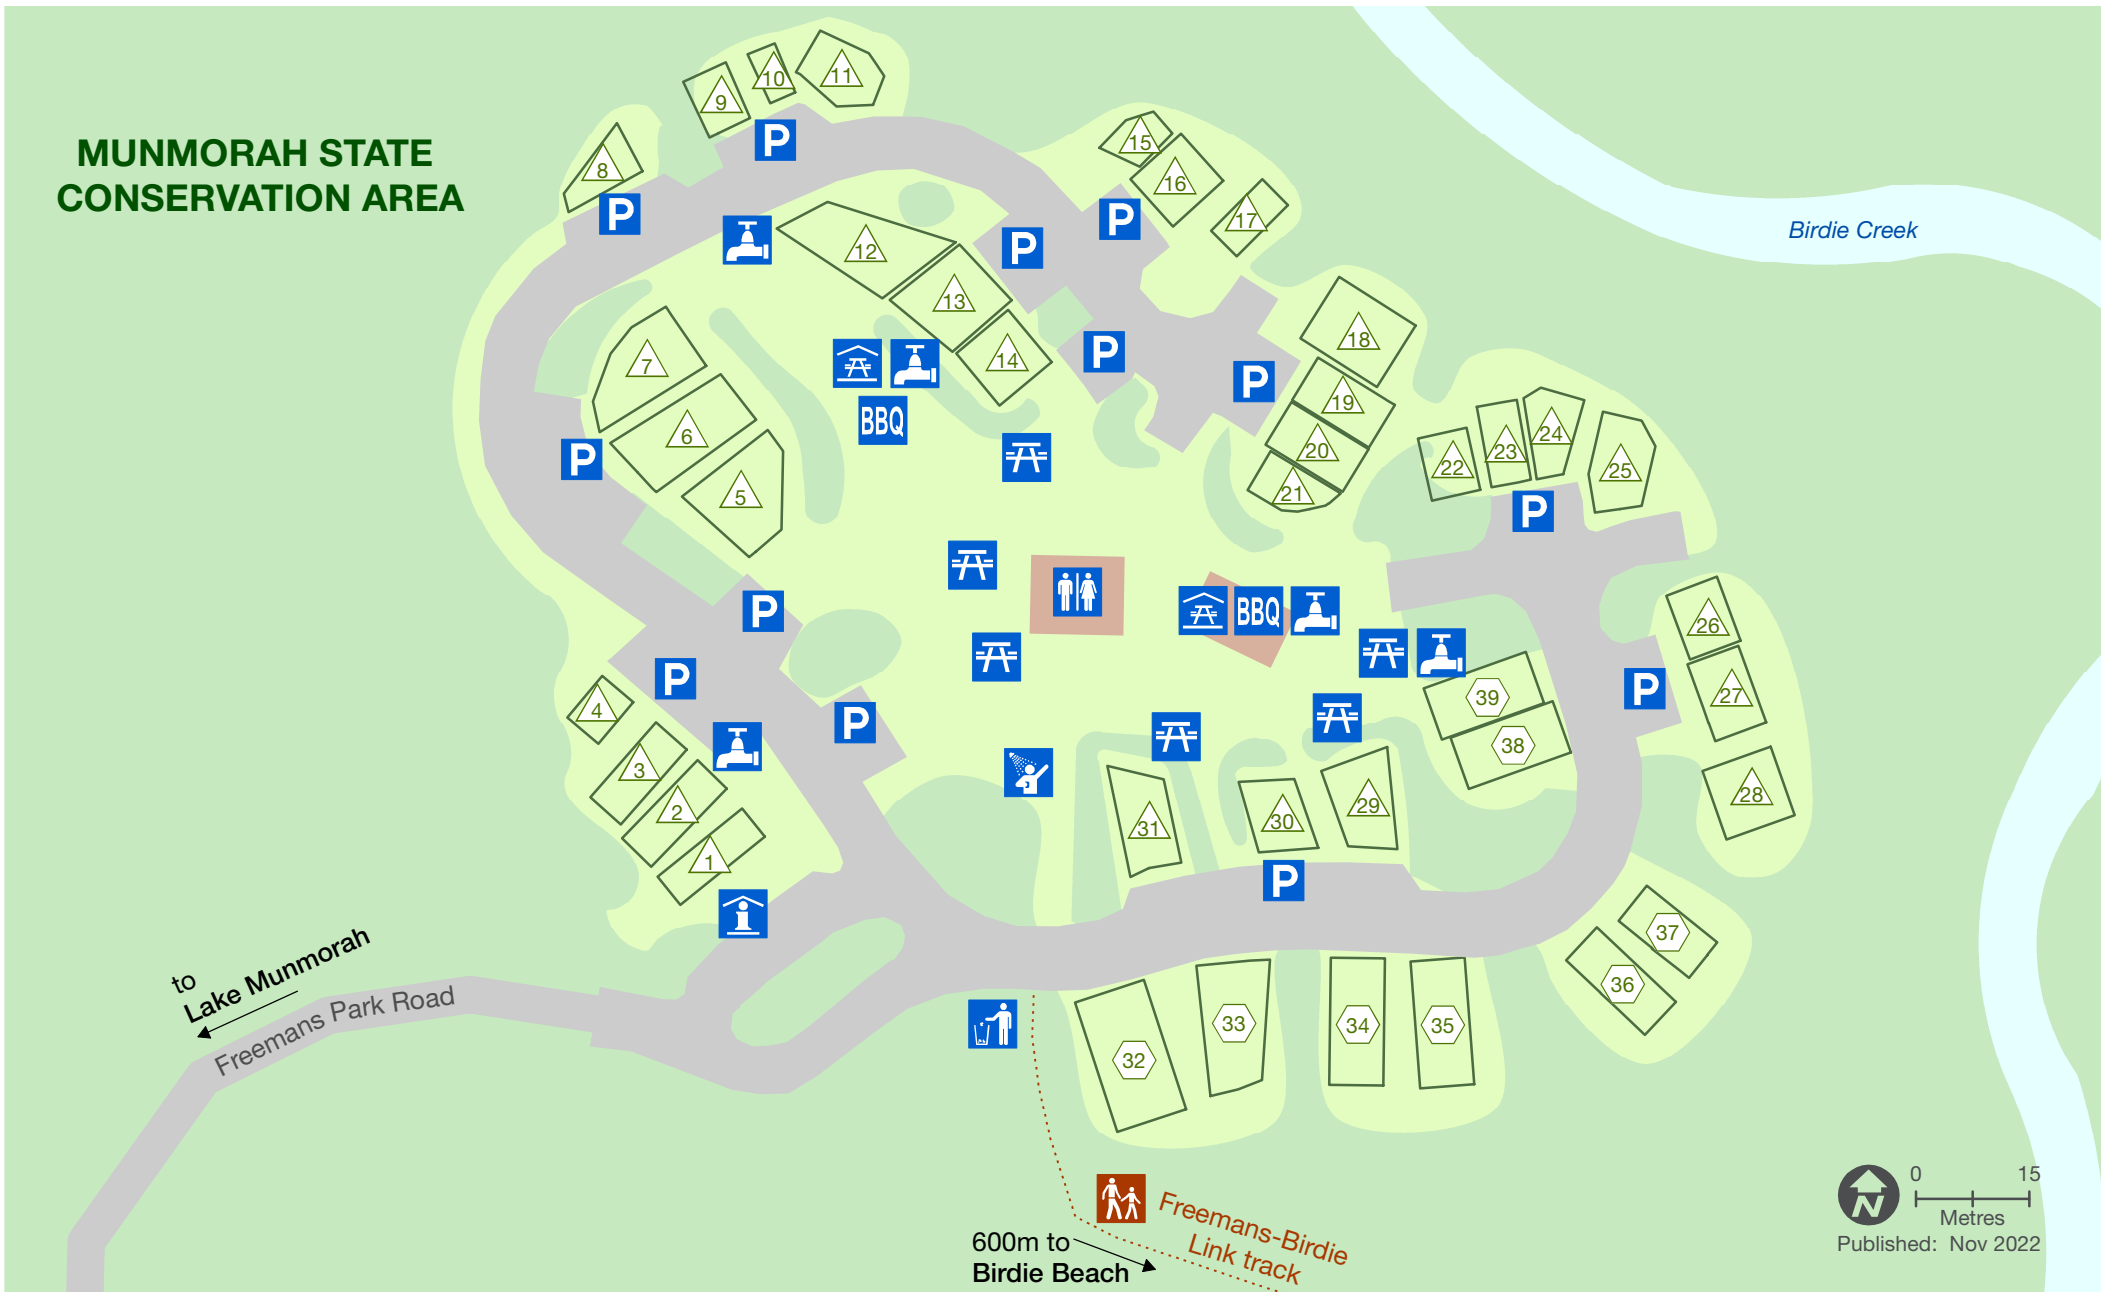 MUNMORAH STATE
CONSERVATION AREA
9
10
11
8
P
P
15
16
17
P
P
12
13
14
P
Birdie Creek
7
6
5
P
BBQ
18
19
20
21
P
22
23
24
25
P
P
P
P
4
3
2
1
BBQ
26
27
28
P
39
38
31
30
29
P
37
36
to
Lake Munmorah
Freemans Park Road
32
33
34
35
600m to
Birdie Beach
Freemans-Birdie
Link track
N
0 15
Metres
Published: Nov 2022